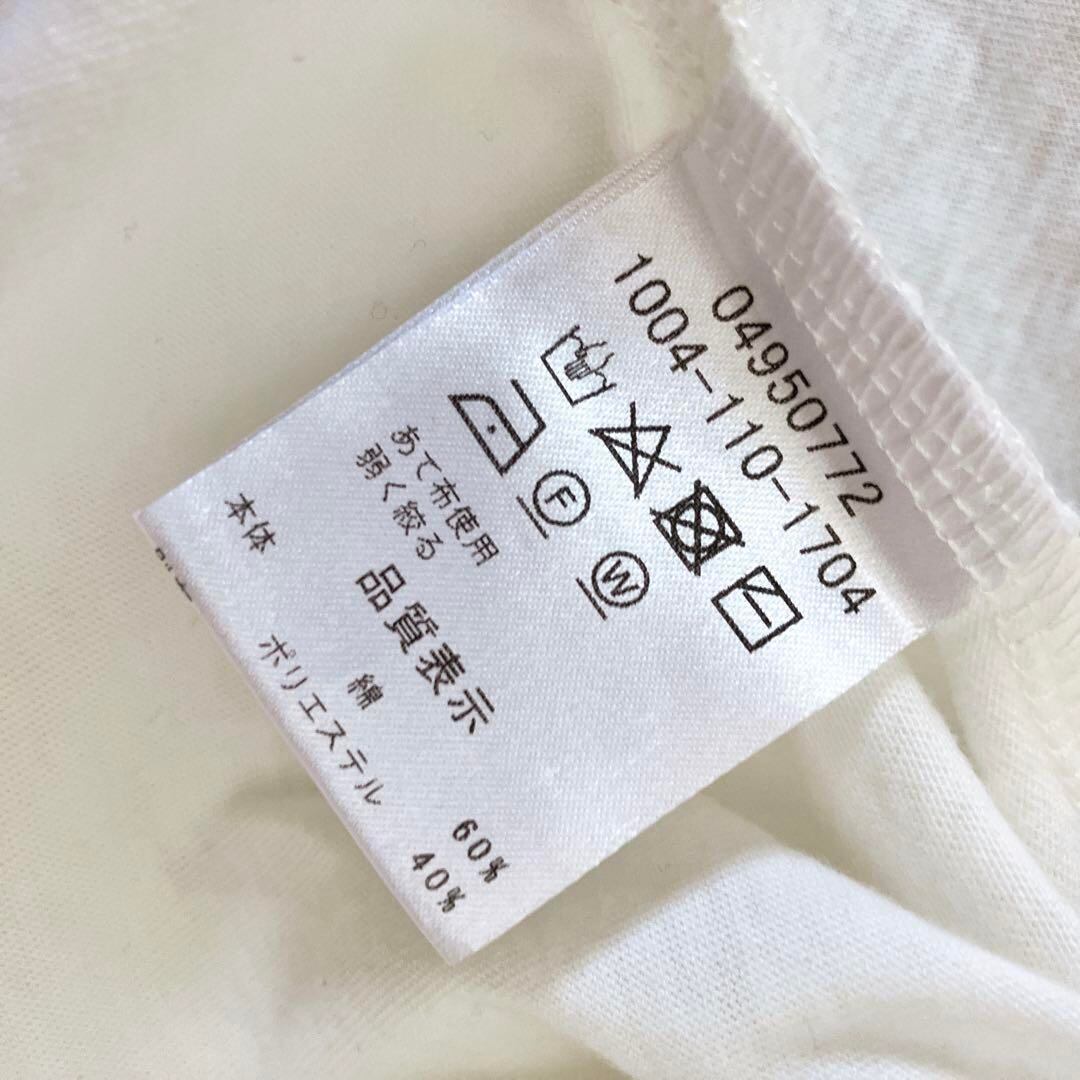 04950772
1004-110-1704
F
W
あて布使用
弱く絞る
品質表示
本体
綿 60%
ポリエステル 40%